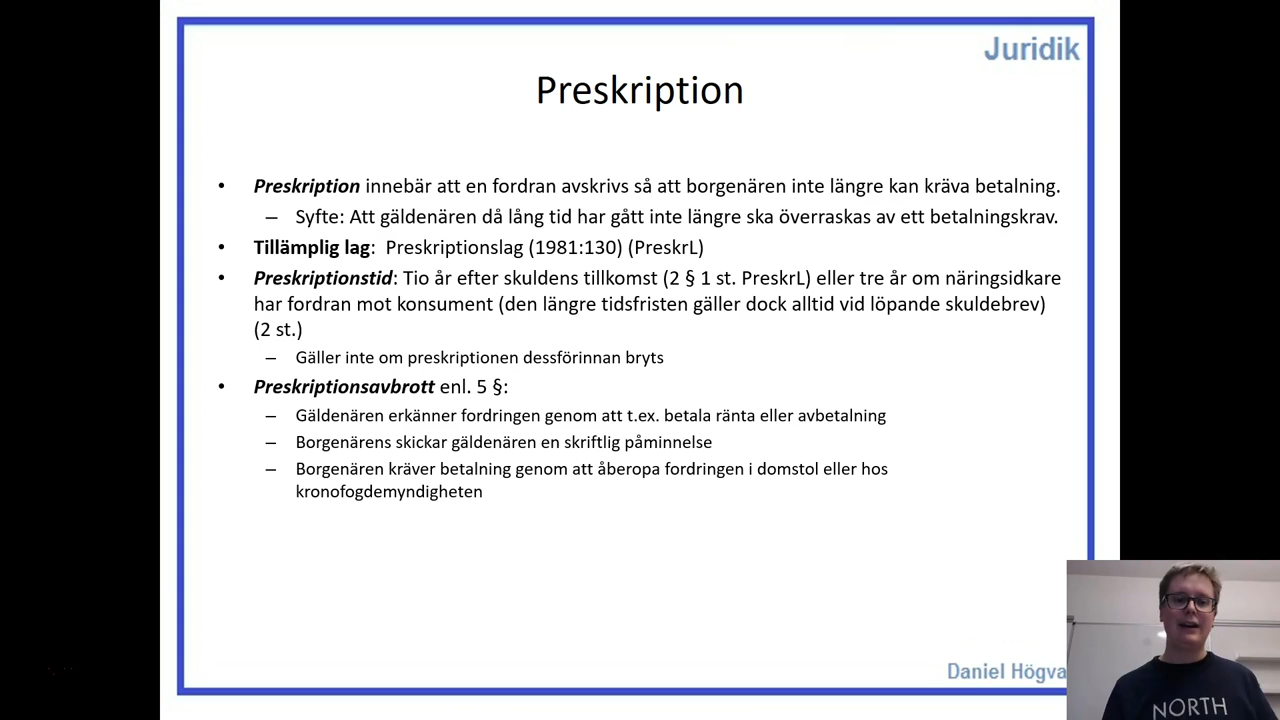 Juridik
Preskription
• Preskription innebär att en fordran avskrivs så att borgenären inte längre kan kräva betalning.
– Syfte: Att gäldenären då lång tid har gått inte längre ska överraskas av ett betalningskrav.
• Tillämplig lag: Preskriptionslag (1981:130) (PreskrL)
• Preskriptionstid: Tio år efter skuldens tillkomst (2 § 1 st. PreskrL) eller tre år om näringsidkare
har fordran mot konsument (den längre tidsfristen gäller dock alltid vid löpande skuldebrev)
(2 st.)
– Gäller inte om preskriptionen dessförinnan bryts
• Preskriptionsavbrott enl. 5 §:
– Gäldenären erkänner fordringen genom att t.ex. betala ränta eller avbetalning
– Borgenärens skickar gäldenären en skriftlig påminnelse
– Borgenären kräver betalning genom att åberopa fordringen i domstol eller hos
kronofogdemyndigheten
Daniel Högva
NORTH